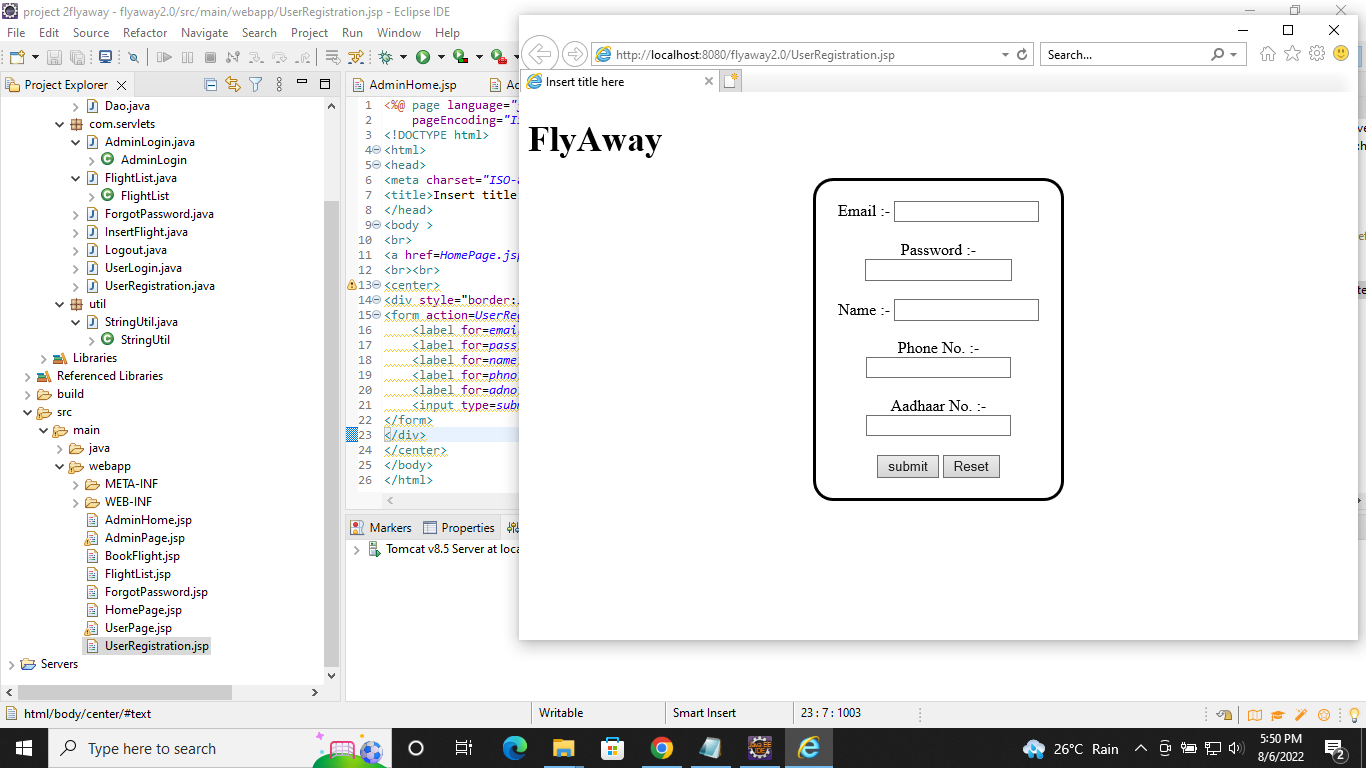 project 2flyaway - flyaway2.0/src/main/webapp/UserRegistration.jsp - Eclipse IDE
File Edit Source Refactor Navigate Search Project Run Window Help
Project Explorer
Dao.java
com.servlets
AdminLogin.java
AdminLogin
FlightList.java
FlightList
ForgotPassword.java
InsertFlight.java
Logout.java
UserLogin.java
UserRegistration.java
util
StringUtil.java
StringUtil
Libraries
Referenced Libraries
build
src
main
java
webapp
META-INF
WEB-INF
AdminHome.jsp
AdminPage.jsp
BookFlight.jsp
FlightList.jsp
ForgotPassword.jsp
HomePage.jsp
UserPage.jsp
UserRegistration.jsp
Servers
AdminHome.jsp
1 <%@ page language="
2 pageEncoding="I
3 <!DOCTYPE html>
4 <html>
5 <head>
6 <meta charset="ISO-
7 <title>Insert title
8 </head>
9 <body >
10 <br>
11 <a href=HomePage.jsp
12 <br><br>
13 <center>
14 <div style="border:
15 <form action=UserReg
16 <label for=email
17 <label for=pass
18 <label for=name
19 <label for=phno
20 <label for=adno
21 <input type=subm
22 </form>
23 </div>
24 </center>
25 </body>
26 </html>
Markers Properties
Tomcat v8.5 Server at loca
http://localhost:8080/flyaway2.0/UserRegistration.jsp
Search...
Insert title here
FlyAway
Email :-
Password :-
Name :-
Phone No. :-
Aadhaar No. :-
submit Reset
html/body/center/#text Writable Smart Insert 23 : 7 : 1003
Type here to search
26°C Rain
5:50 PM
8/6/2022
2